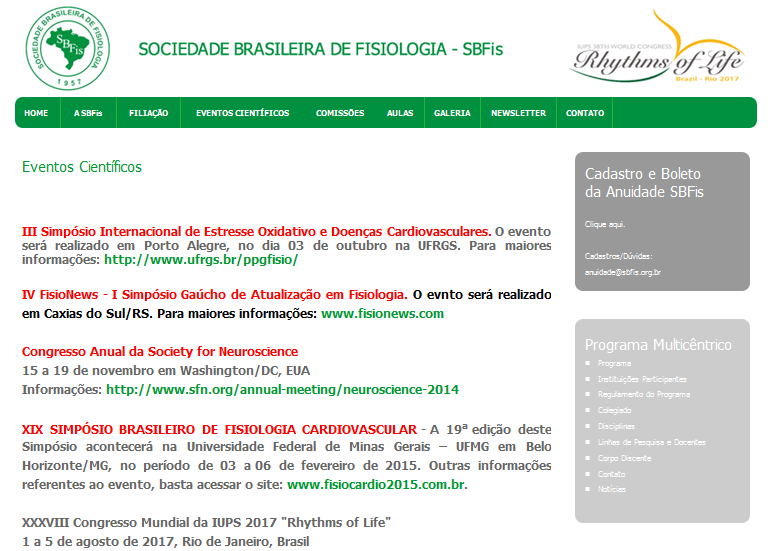 SOCIEDADE BRASILEIRA DE FISIOLOGIA
SBFis
1957
SOCIEDADE BRASILEIRA DE FISIOLOGIA - SBFis
IUPS 38TH WORLD CONGRESS
Rhythms of Life
Brazil - Rio 2017
HOME A SBFis FILIAÇÃO EVENTOS CIENTÍFICOS COMISSÕES AULAS GALERIA NEWSLETTER CONTATO
Eventos Científicos
III Simpósio Internacional de Estresse Oxidativo e Doenças Cardiovasculares. O evento
será realizado em Porto Alegre, no dia 03 de outubro na UFRGS. Para maiores
informações: http://www.ufrgs.br/ppgfisio/
IV FisioNews - I Simpósio Gaúcho de Atualização em Fisiologia. O evnto será realizado
em Caxias do Sul/RS. Para maiores informações: www.fisionews.com
Congresso Anual da Society for Neuroscience
15 a 19 de novembro em Washington/DC, EUA
Informações: http://www.sfn.org/annual-meeting/neuroscience-2014
XIX SIMPÓSIO BRASILEIRO DE FISIOLOGIA CARDIOVASCULAR - A 19ª edição deste
Simpósio acontecerá na Universidade Federal de Minas Gerais – UFMG em Belo
Horizonte/MG, no período de 03 a 06 de fevereiro de 2015. Outras informações
referentes ao evento, basta acessar o site: www.fisiocardio2015.com.br.
XXXVIII Congresso Mundial da IUPS 2017 "Rhythms of Life"
1 a 5 de agosto de 2017, Rio de Janeiro, Brasil
Cadastro e Boleto
da Anuidade SBFis
Clique aqui.
Cadastros/Dúvidas:
anuidade@sbfis.org.br
Programa Multicêntrico
Programa
Instituições Participantes
Regulamento do Programa
Colegiado
Disciplinas
Linhas de Pesquisa e Docentes
Corpo Discente
Contato
Notícias